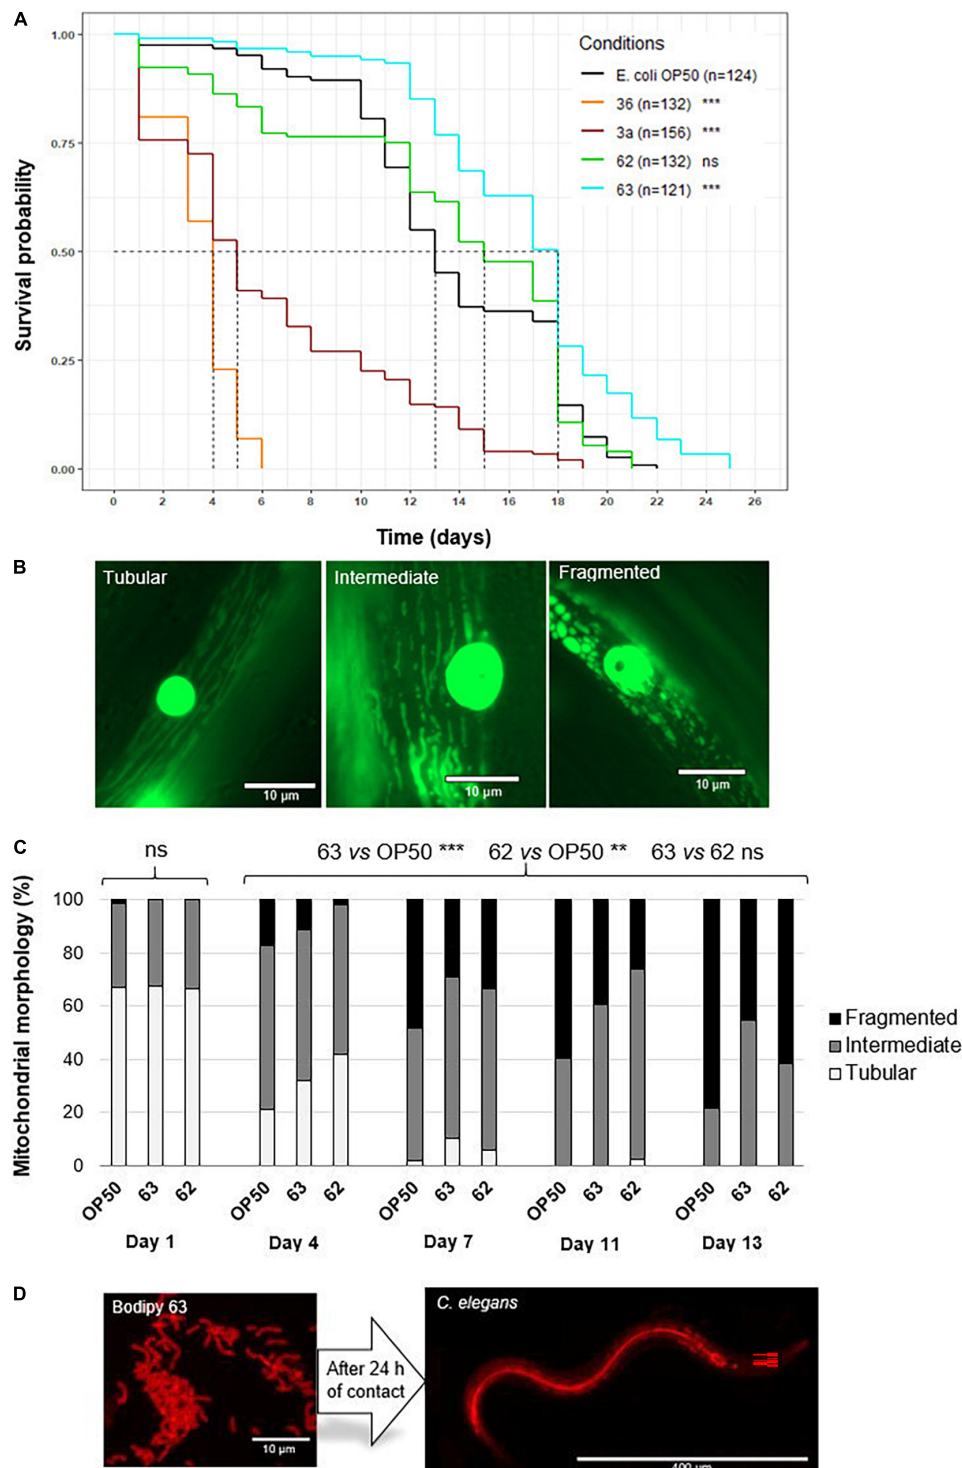 A
Survival probability
1.00
0.75
0.50
0.25
0.00
Conditions
E. coli OP50 (n=124)
36 (n=132) ***
3a (n=156) ***
62 (n=132) ns
63 (n=121) ***
0 2 4 6 8 10 12 14 16 18 20 22 24 26
Time (days)
B
Tubular
Intermediate
Fragmented
10 µm
10 µm
10 µm
C
ns
63 vs OP50 *** 62 vs OP50 ** 63 vs 62 ns
Mitochondrial morphology (%)
100
80
60
40
20
0
Fragmented
Intermediate
Tubular
OP50 63 62 OP50 63 62 OP50 63 62 OP50 63 62 OP50 63 62
Day 1 Day 4 Day 7 Day 11 Day 13
D
Bodipy 63
10 µm
After 24 h
of contact
C. elegans
400 µm